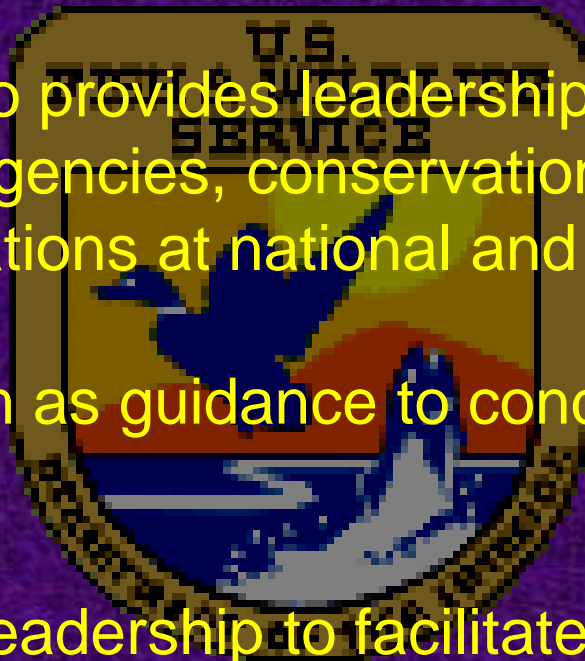 U.S.
o provides leadership
SERVICE
gencies, conservation
tions at national and
n as guidance to cond
eadership to facilitate